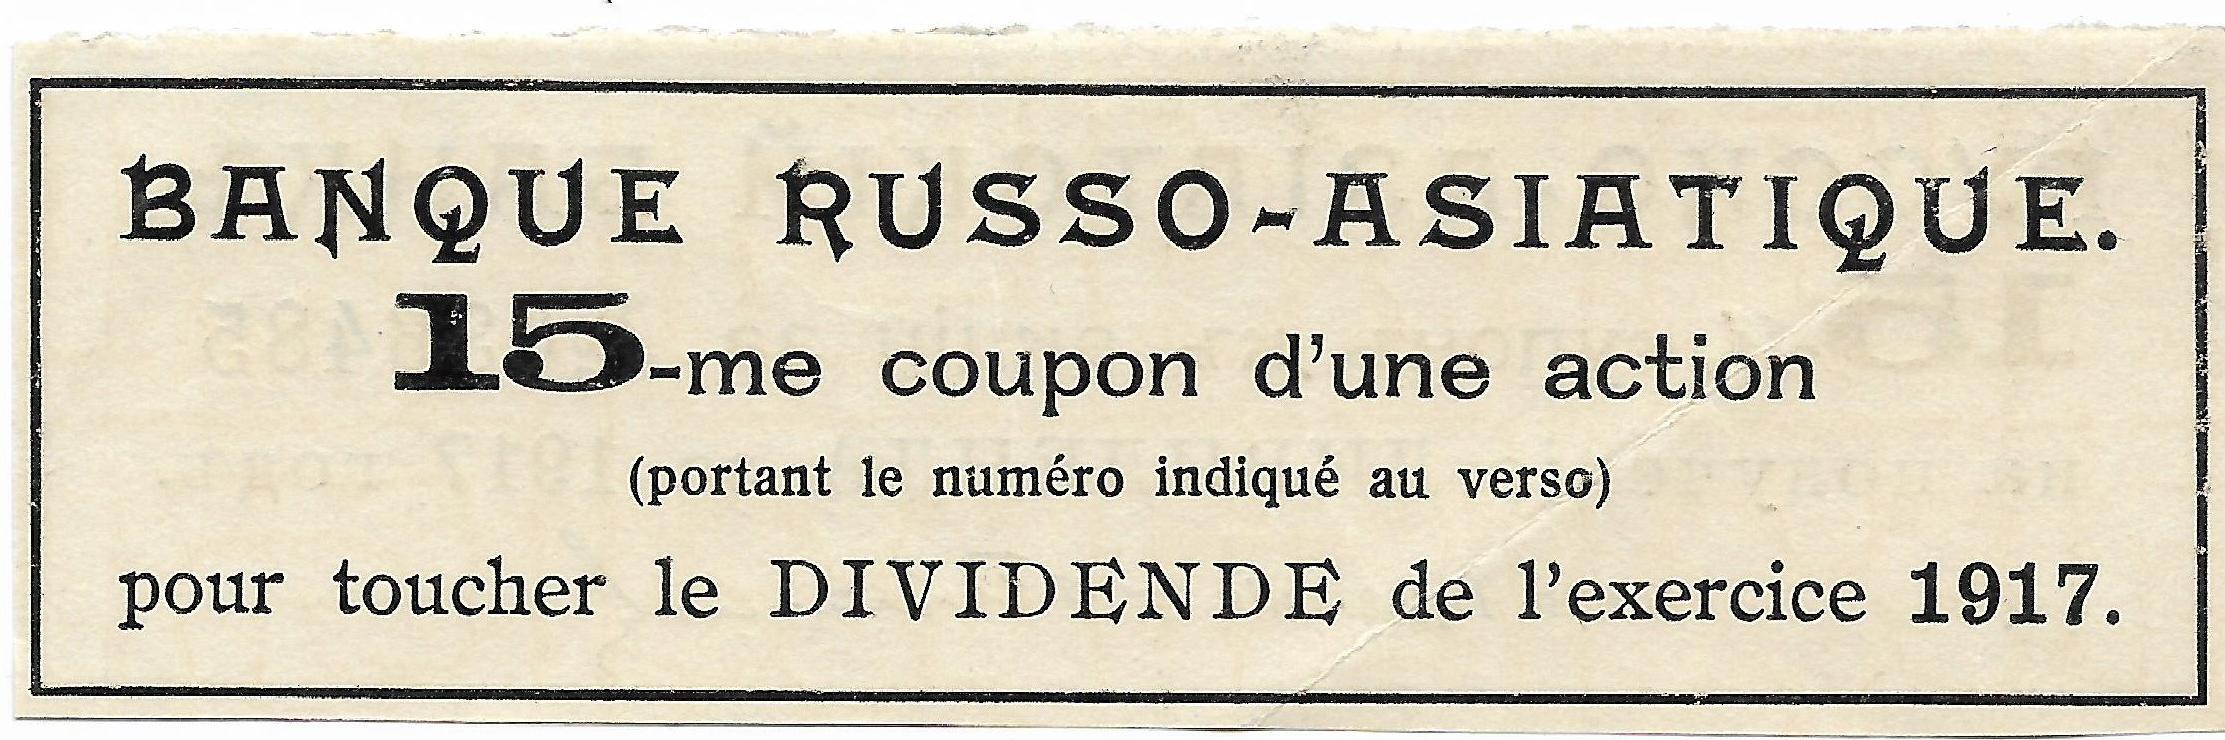 BANQUE RUSSO-ASIATIQUE.
15-me coupon d'une action
(portant le numéro indiqué au verso)
pour toucher le DIVIDENDE de l'exercice 1917.